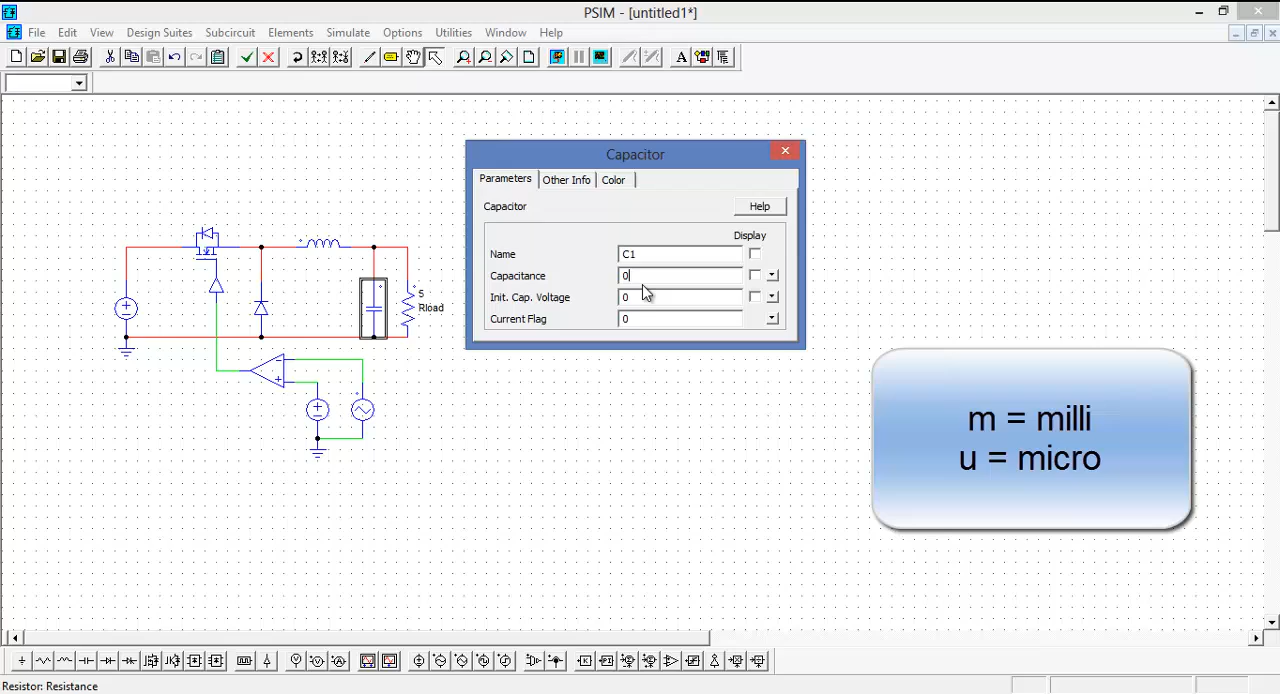 PSIM - [untitled1*]
File Edit View Design Suites Subcircuit Elements Simulate Options Utilities Window Help
Capacitor
Parameters Other Info Color
Capacitor Help
Display
Name C1
Capacitance 0
Init. Cap. Voltage 0
Current Flag 0
5
Rload
m = milli
u = micro
Resistor: Resistance